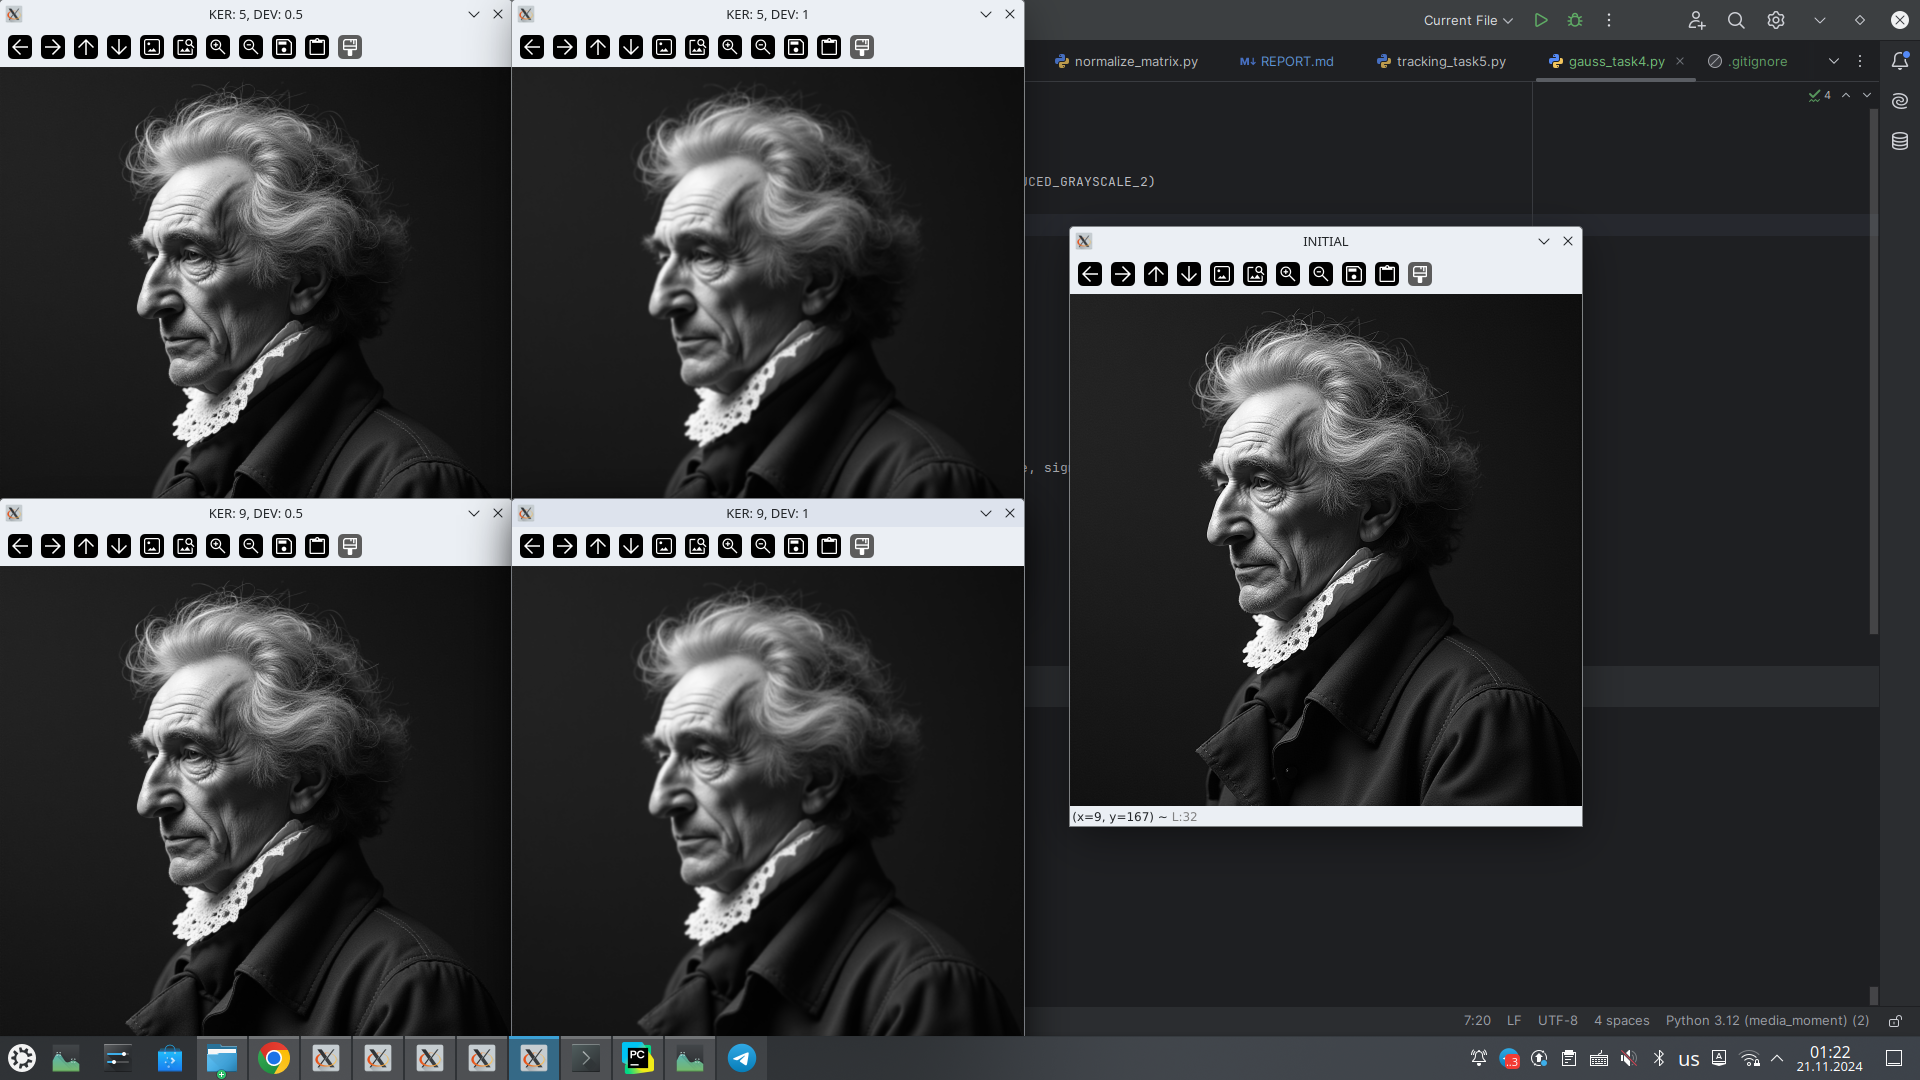 KER: 5, DEV: 0.5
KER: 5, DEV: 1
Current File
normalize_matrix.py
M↓ REPORT.md
tracking_task5.py
gauss_task4.py
.gitignore
4
JCED_GRAYSCALE_2)
INITIAL
e, sig
KER: 9, DEV: 0.5
KER: 9, DEV: 1
(x=9, y=167) ~ L:32
7:20 LF UTF-8 4 spaces Python 3.12 (media_moment) (2)
PC
us
A
01:22
21.11.2024